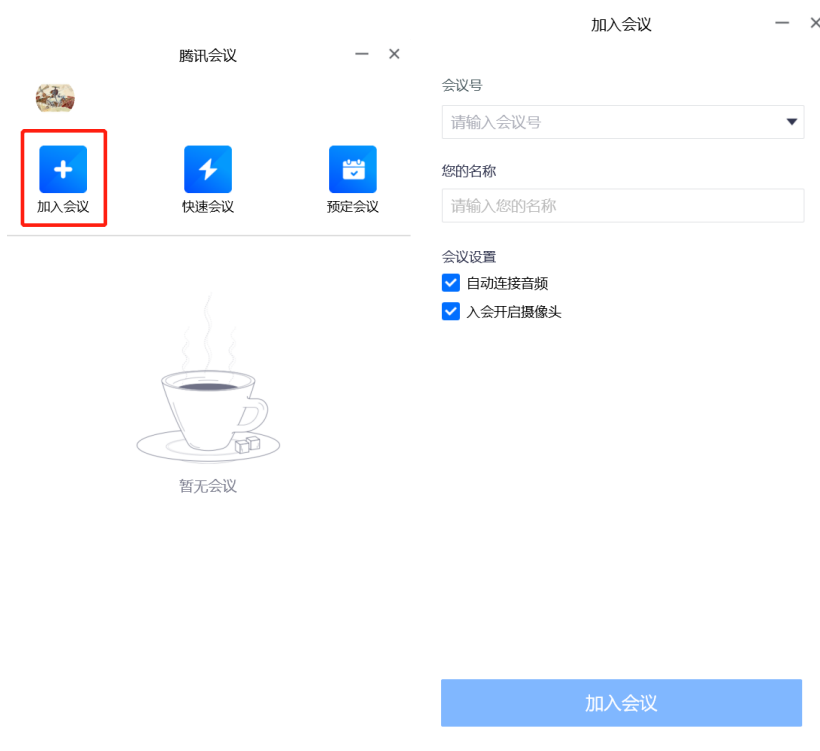 腾讯会议
加入会议
快速会议
预定会议
暂无会议
加入会议
会议号
请输入会议号
您的名称
请输入您的名称
会议设置
自动连接音频
入会开启摄像头
加入会议